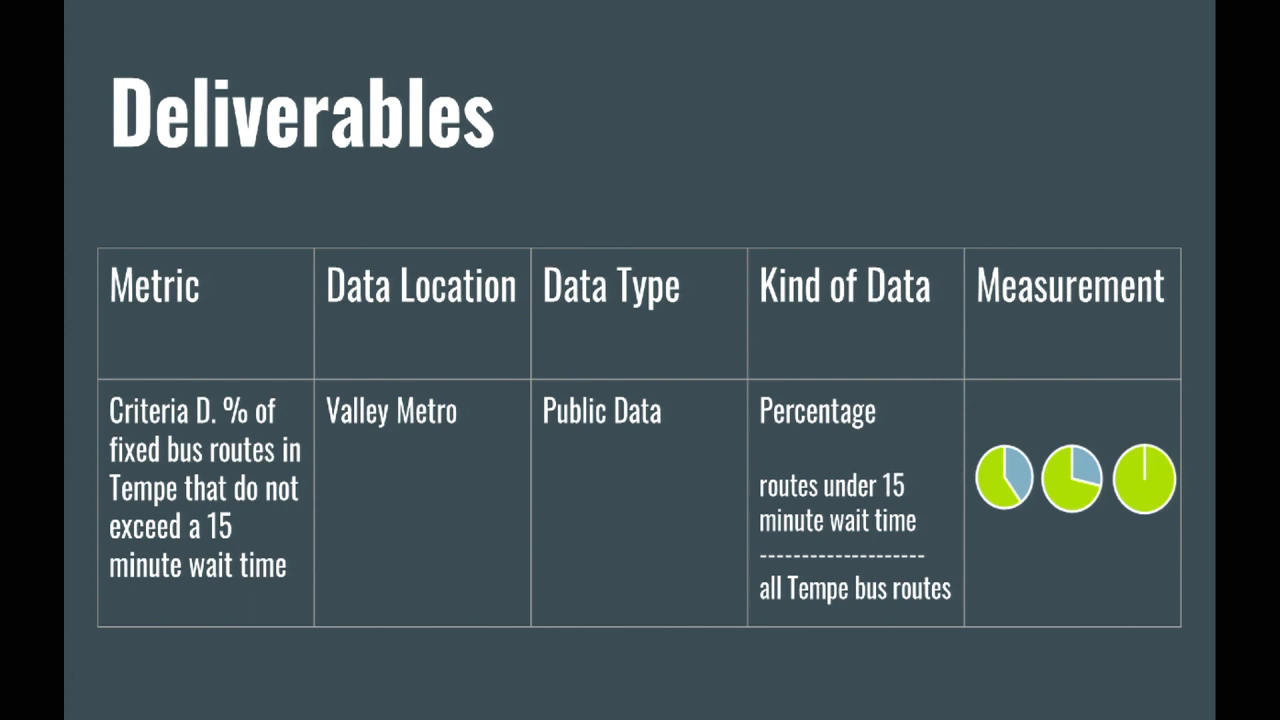 Deliverables
Metric
Data Location
Data Type
Kind of Data
Measurement
Criteria D. % of
fixed bus routes in
Tempe that do not
exceed a 15
minute wait time
Valley Metro
Public Data
Percentage
routes under 15
minute wait time
--------------------
all Tempe bus routes